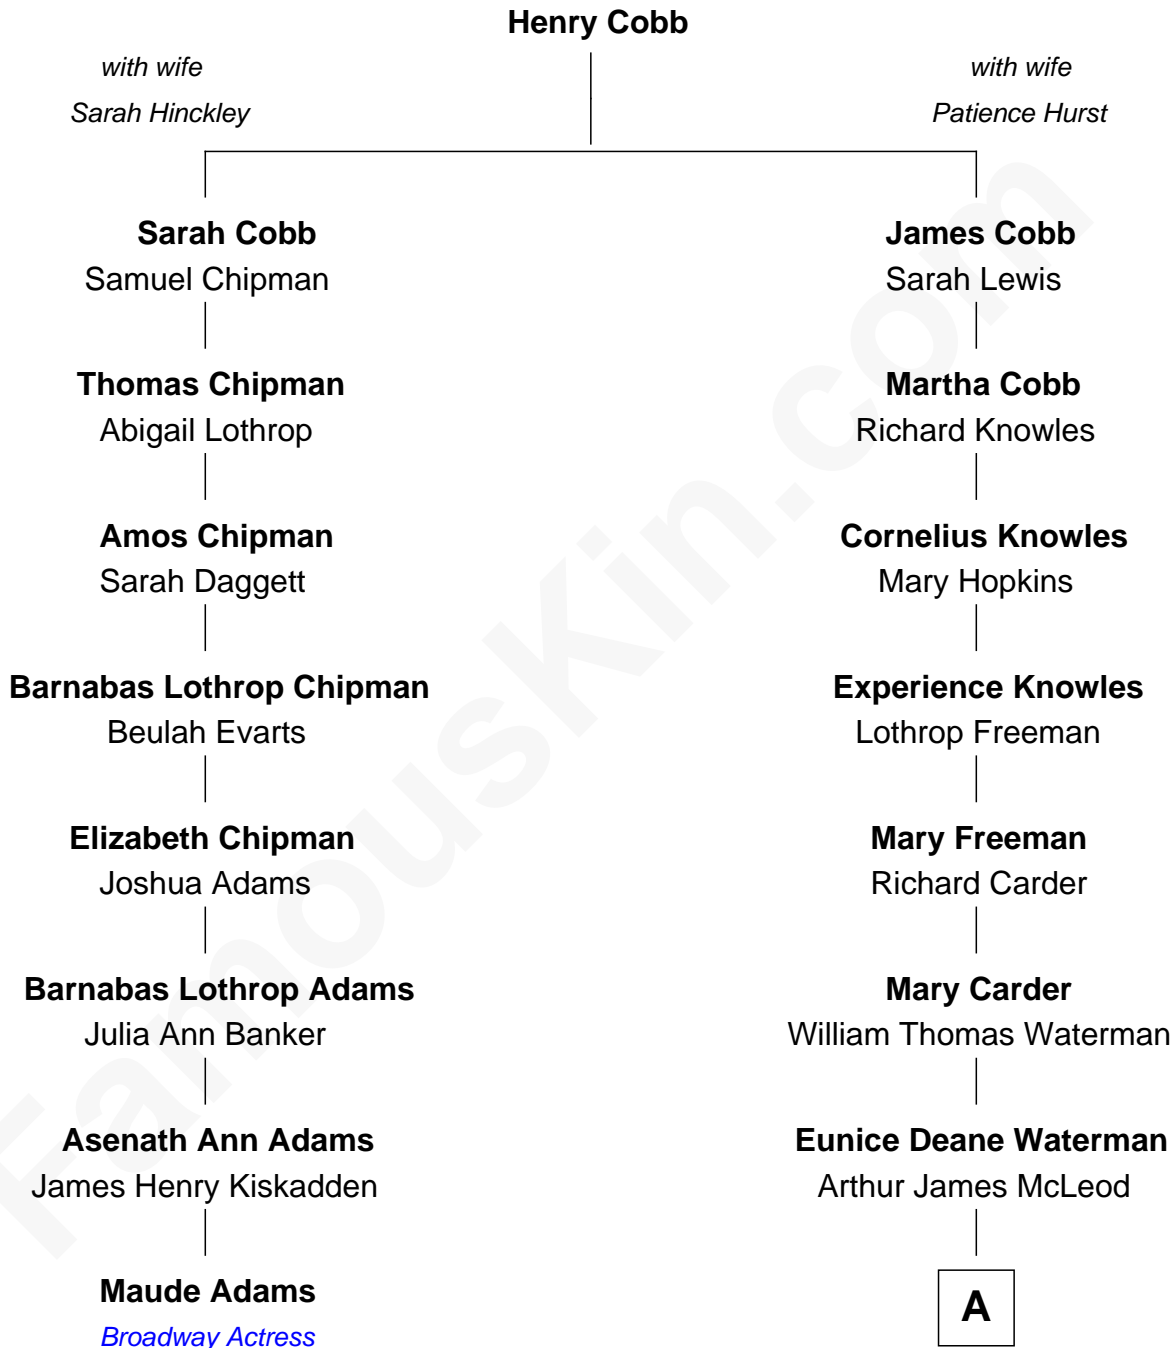 Henry Cobb
with wife
Sarah Hinckley
with wife
Patience Hurst
Sarah Cobb
Samuel Chipman
James Cobb
Sarah Lewis
Thomas Chipman
Abigail Lothrop
Martha Cobb
Richard Knowles
Amos Chipman
Sarah Daggett
Cornelius Knowles
Mary Hopkins
Barnabas Lothrop Chipman
Beulah Evarts
Experience Knowles
Lothrop Freeman
Elizabeth Chipman
Joshua Adams
Mary Freeman
Richard Carder
Barnabas Lothrop Adams
Julia Ann Banker
Mary Carder
William Thomas Waterman
Asenath Ann Adams
James Henry Kiskadden
Eunice Deane Waterman
Arthur James McLeod
Maude Adams
Broadway Actress
A
FamousKin.com